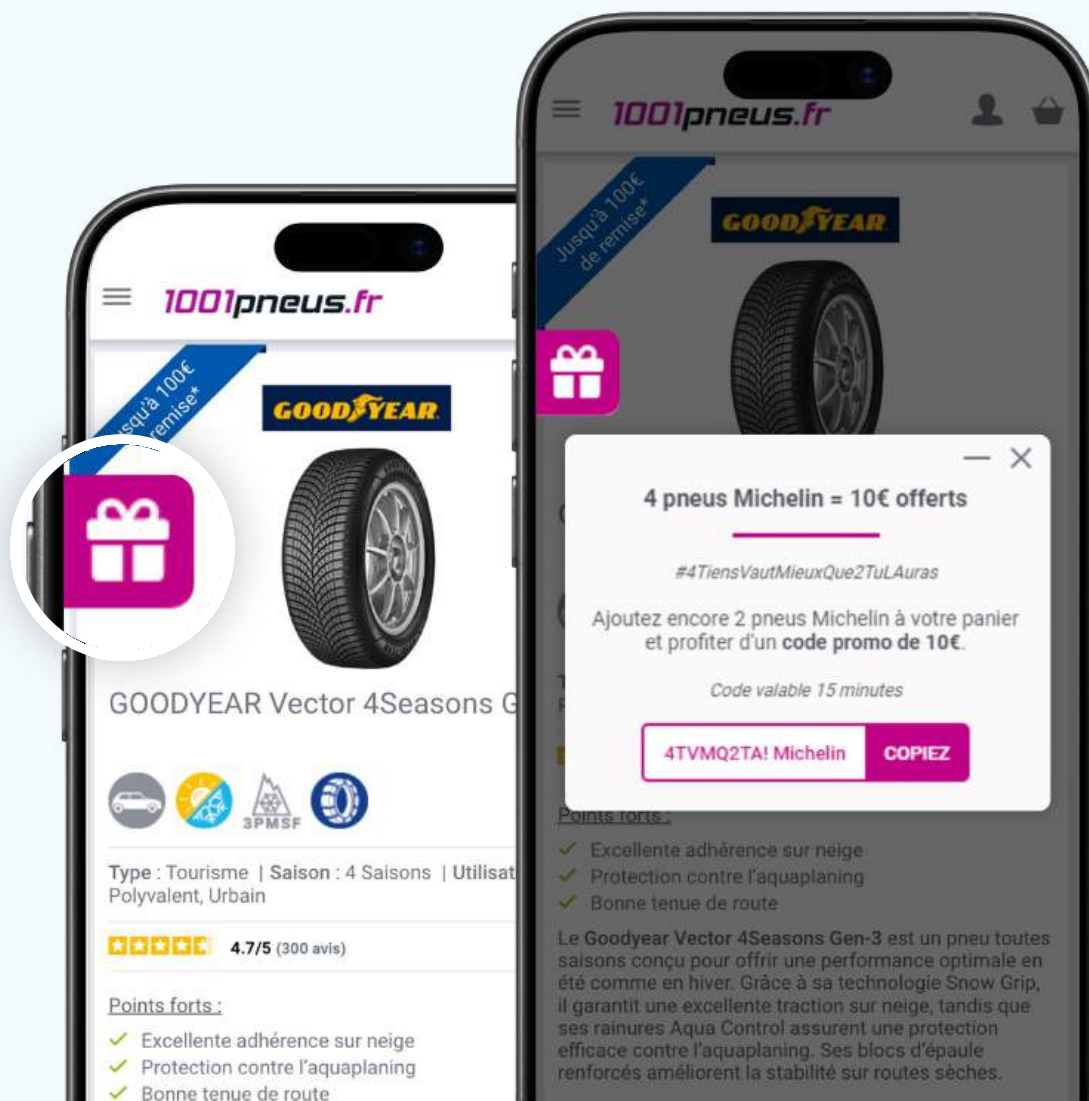 1001pneus.fr
squ'à 100€
remise*
GOODYEAR
GOODYEAR Vector 4Seasons G
3PMSF
Type : Tourisme | Saison : 4 Saisons | Utilisat
Polyvalent, Urbain
4.7/5 (300 avis)
Points forts :
Excellente adhérence sur neige
Protection contre l'aquaplaning
Bonne tenue de route
1001pneus.fr
Jusqu'à 100€
de remise*
GOODYEAR
4 pneus Michelin = 10€ offerts
#4TiensVautMieuxQue2TuLAuras
Ajoutez encore 2 pneus Michelin à votre panier
et profiter d'un code promo de 10€.
Code valable 15 minutes
4TVMQ2TA! Michelin COPIEZ
Points forts :
Excellente adhérence sur neige
Protection contre l'aquaplaning
Bonne tenue de route
Le Goodyear Vector 4Seasons Gen-3 est un pneu toutes
saisons conçu pour offrir une performance optimale en
été comme en hiver. Grâce à sa technologie Snow Grip,
il garantit une excellente traction sur neige, tandis que
ses rainures Aqua Control assurent une protection
efficace contre l'aquaplaning. Ses blocs d'épaule
renforcés améliorent la stabilité sur routes sèches.